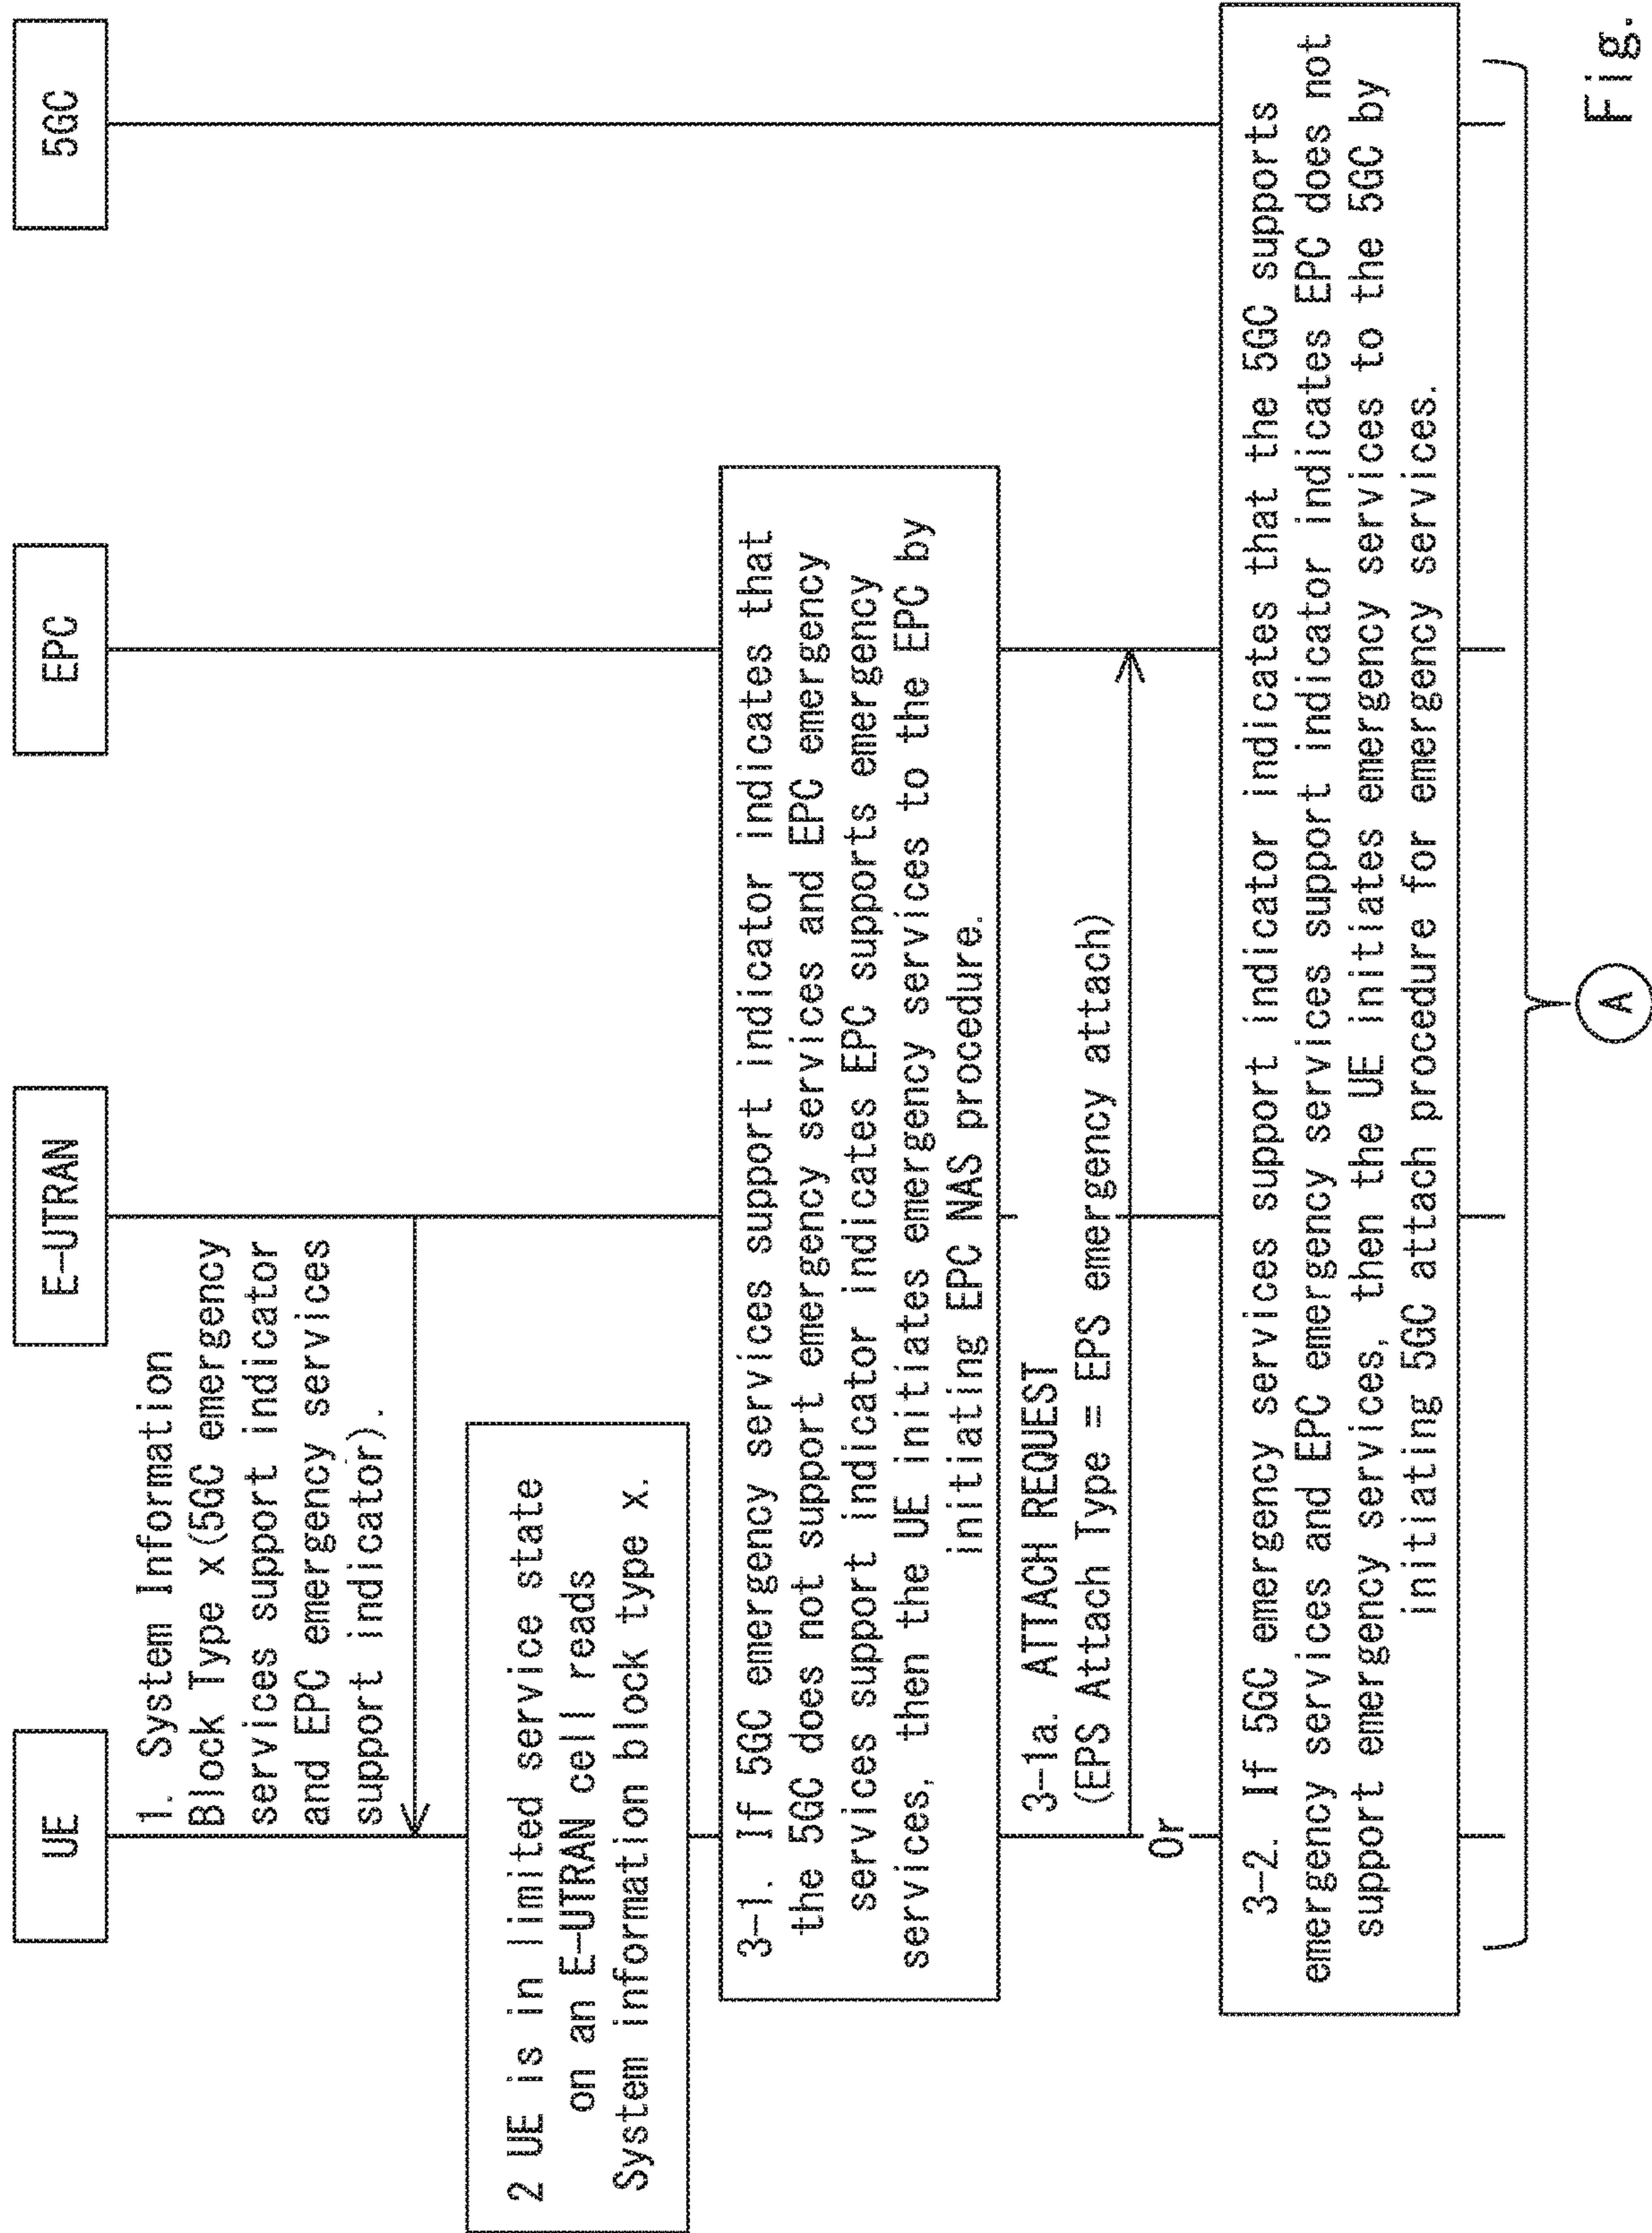 UE
E-UTRAN
EPC
5GC
1. System Information
Block Type x(5GC emergency
services support indicator
and EPC emergency services
support indicator).
2 UE is in limited service state
on an E-UTRAN cell reads
System information block type x.
3-1. If 5GC emergency services support indicator indicates that
the 5GC does not support emergency services and EPC emergency
services support indicator indicates EPC supports emergency
services, then the UE initiates emergency services to the EPC by
initiating EPC NAS procedure.
3-1a. ATTACH REQUEST
(EPS Attach Type = EPS emergency attach)
Or
3-2. If 5GC emergency services support indicator indicates that the 5GC supports
emergency services and EPC emergency services support indicator indicates EPC does not
support emergency services, then the UE initiates emergency services to the 5GC by
initiating 5GC attach procedure for emergency services.
A
Fig.